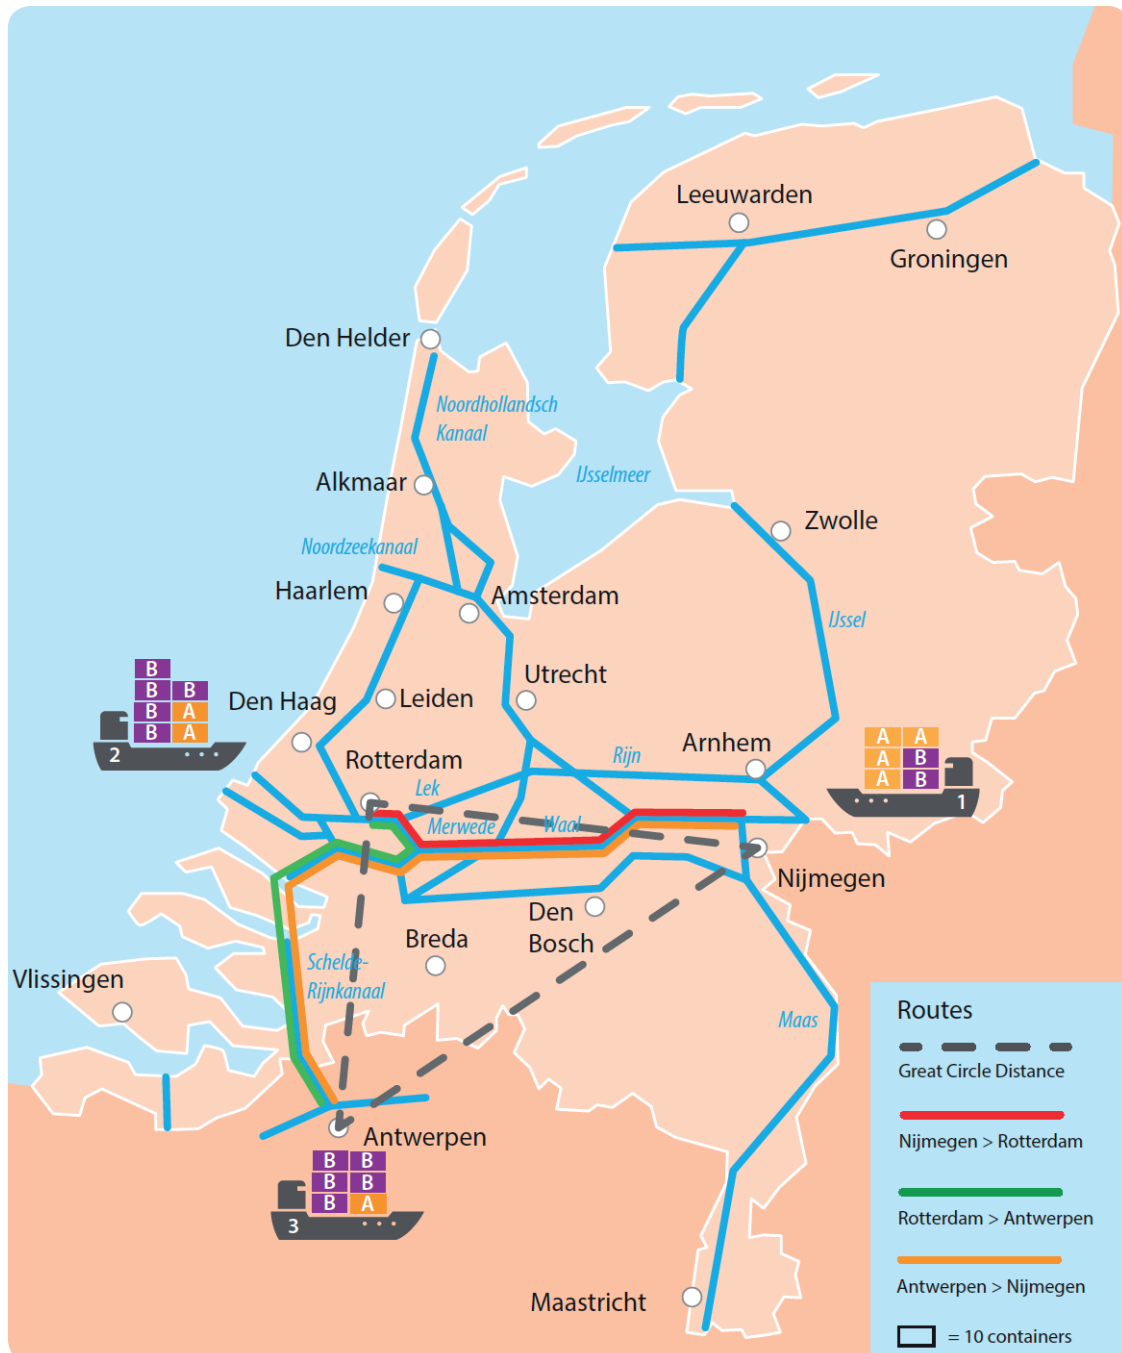 Leeuwarden
Groningen
Den Helder
Noordhollandsch
Kanaal
IJsselmeer
Alkmaar
Zwolle
Noordzeekanaal
Haarlem
Amsterdam
IJssel
Utrecht
Den Haag
Leiden
B
B B
B A
B A
2
Arnhem
Rijn
Rotterdam
A A
A B
A B
1
Lek
Merwede
Waal
Nijmegen
Den
Bosch
Breda
Schelde-
Rijnkanaal
Vlissingen
Maas
Antwerpen
B B
B B
B A
3
Maastricht
Routes
Great Circle Distance
Nijmegen > Rotterdam
Rotterdam > Antwerpen
Antwerpen > Nijmegen
= 10 containers